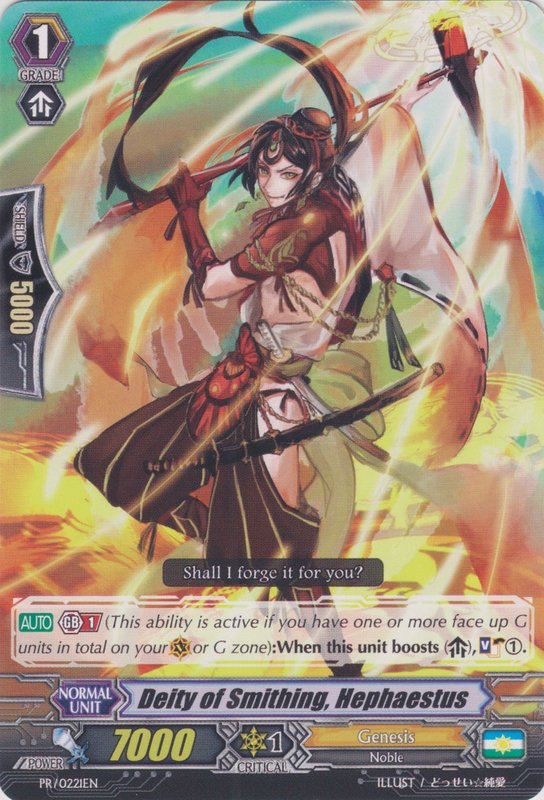 1
GRADE
SHIELD 5000
Shall I forge it for you?
AUTO GB 1 (This ability is active if you have one or more face up G
units in total on your V or G zone):When this unit boosts ( ), V ①.
NORMAL
UNIT
Deity of Smithing, Hephaestus
POWER 7000
1
CRITICAL
Genesis
Noble
PR/0221EN
ILLUST / どっせい☆純愛